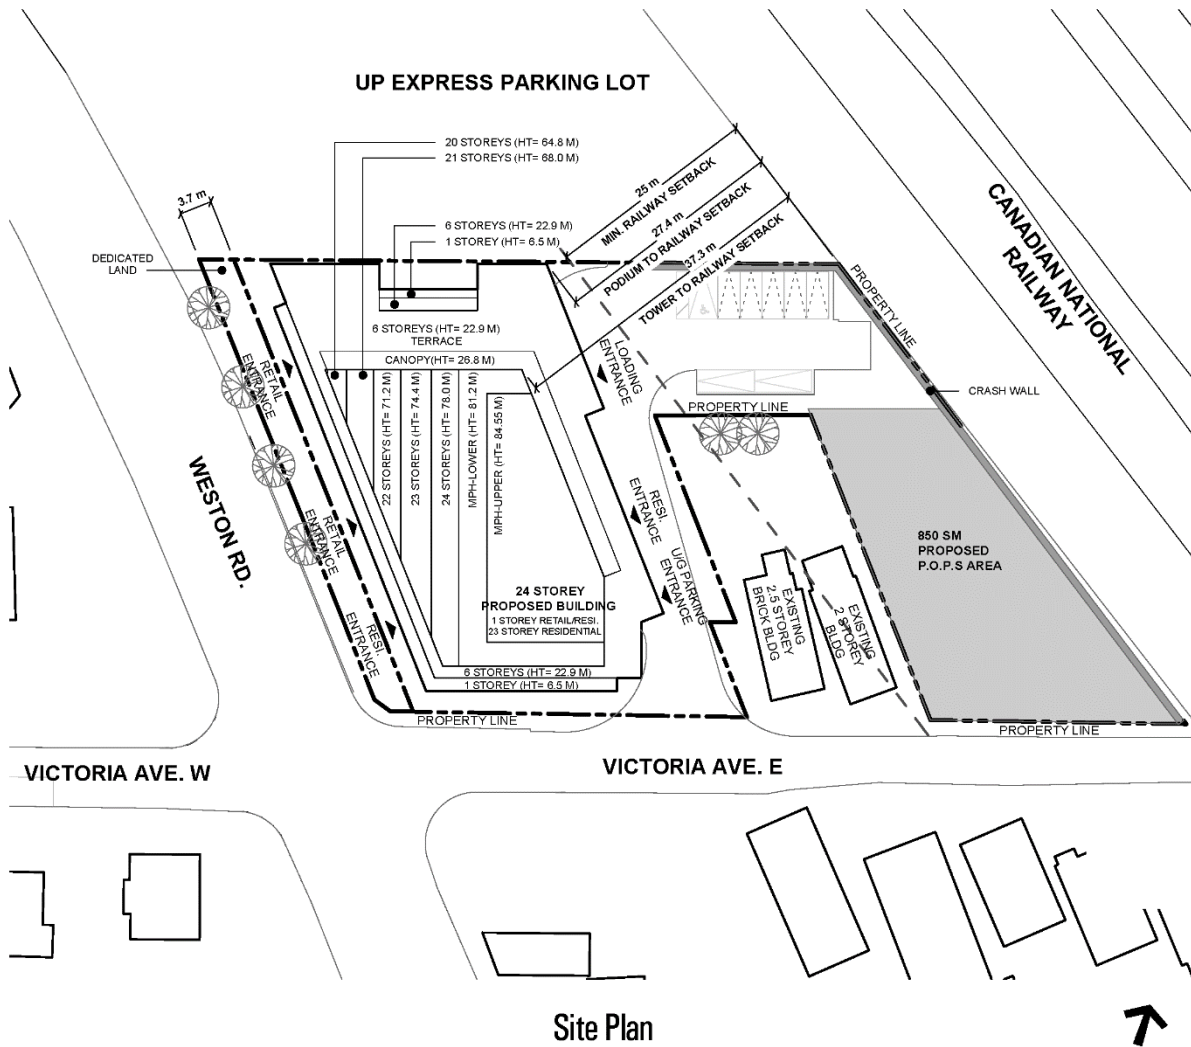 UP EXPRESS PARKING LOT
20 STOREYS (HT= 64.8 M)
21 STOREYS (HT= 68.0 M)
3.7 m
6 STOREYS (HT= 22.9 M)
1 STOREY (HT= 6.5 M)
25 m
MIN. RAILWAY SETBACK
27.4 m
PODIUM TO RAILWAY SETBACK
37.3 m
TOWER TO RAILWAY SETBACK
CANADIAN NATIONAL
RAILWAY
DEDICATED
LAND
PROPERTY LINE
6 STOREYS (HT= 22.9 M)
TERRACE
CANOPY(HT= 26.8 M)
LOADING
ENTRANCE
RETAIL
ENTRANCE
CRASH WALL
PROPERTY LINE
22 STOREYS (HT= 71.2 M)
23 STOREYS (HT= 74.4 M)
24 STOREYS (HT= 78.0 M)
MPH-LOWER (HT= 81.2 M)
MPH-UPPER (HT= 84.55 M)
WESTON RD.
RETAIL
ENTRANCE
RESI.
ENTRANCE
U/G PARKING
ENTRANCE
850 SM
PROPOSED
P.O.P.S AREA
EXISTING
2.5 STOREY
BRICK BLDG
EXISTING
2 STOREY
BLDG
24 STOREY
PROPOSED BUILDING
1 STOREY RETAIL/RESI.
23 STOREY RESIDENTIAL
RESI.
ENTRANCE
6 STOREYS (HT= 22.9 M)
1 STOREY (HT= 6.5 M)
PROPERTY LINE
PROPERTY LINE
VICTORIA AVE. W
VICTORIA AVE. E
Site Plan